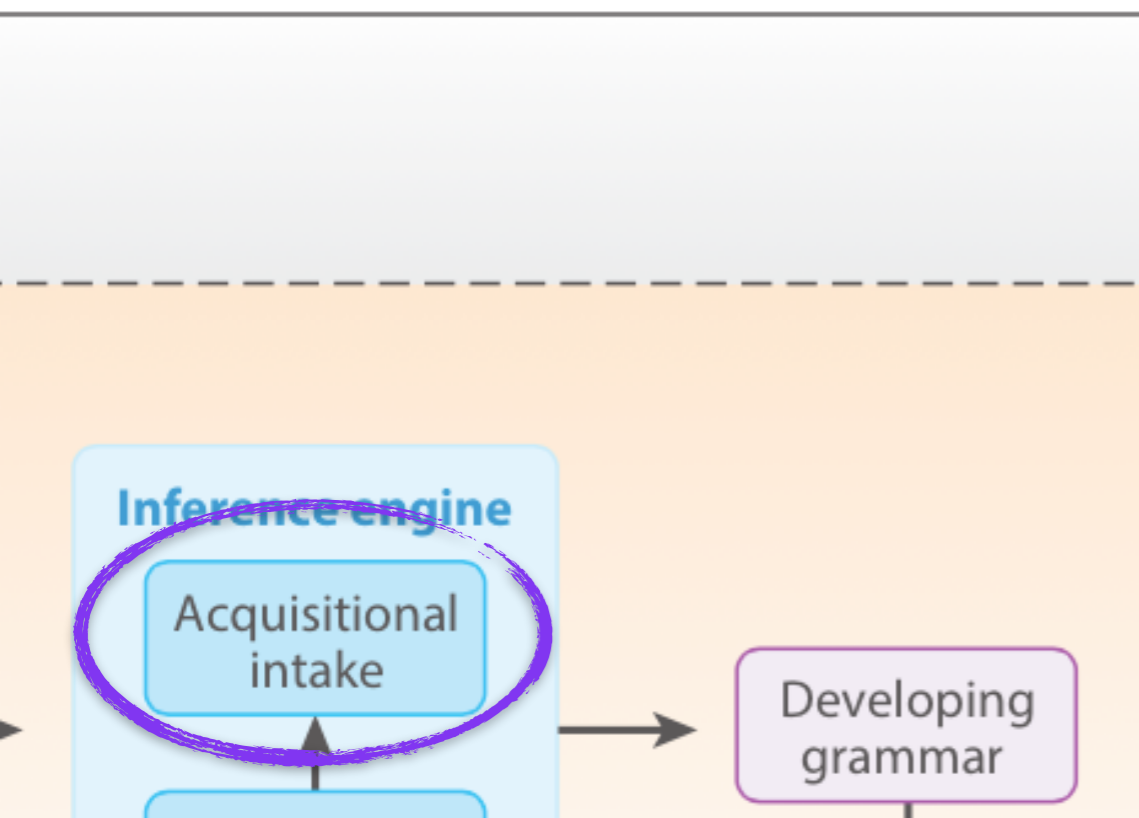 Inference engine
Acquisitional
intake
Developing
grammar